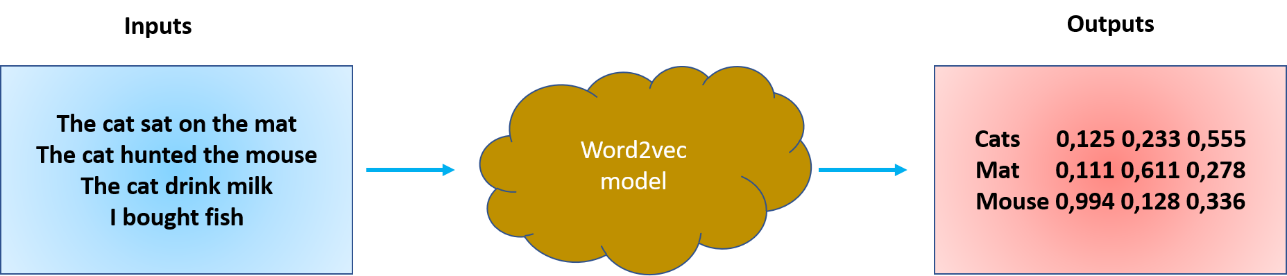 Inputs
The cat sat on the mat
The cat hunted the mouse
The cat drink milk
I bought fish
Word2vec
model
Outputs
Cats 0,125 0,233 0,555
Mat 0,111 0,611 0,278
Mouse 0,994 0,128 0,336